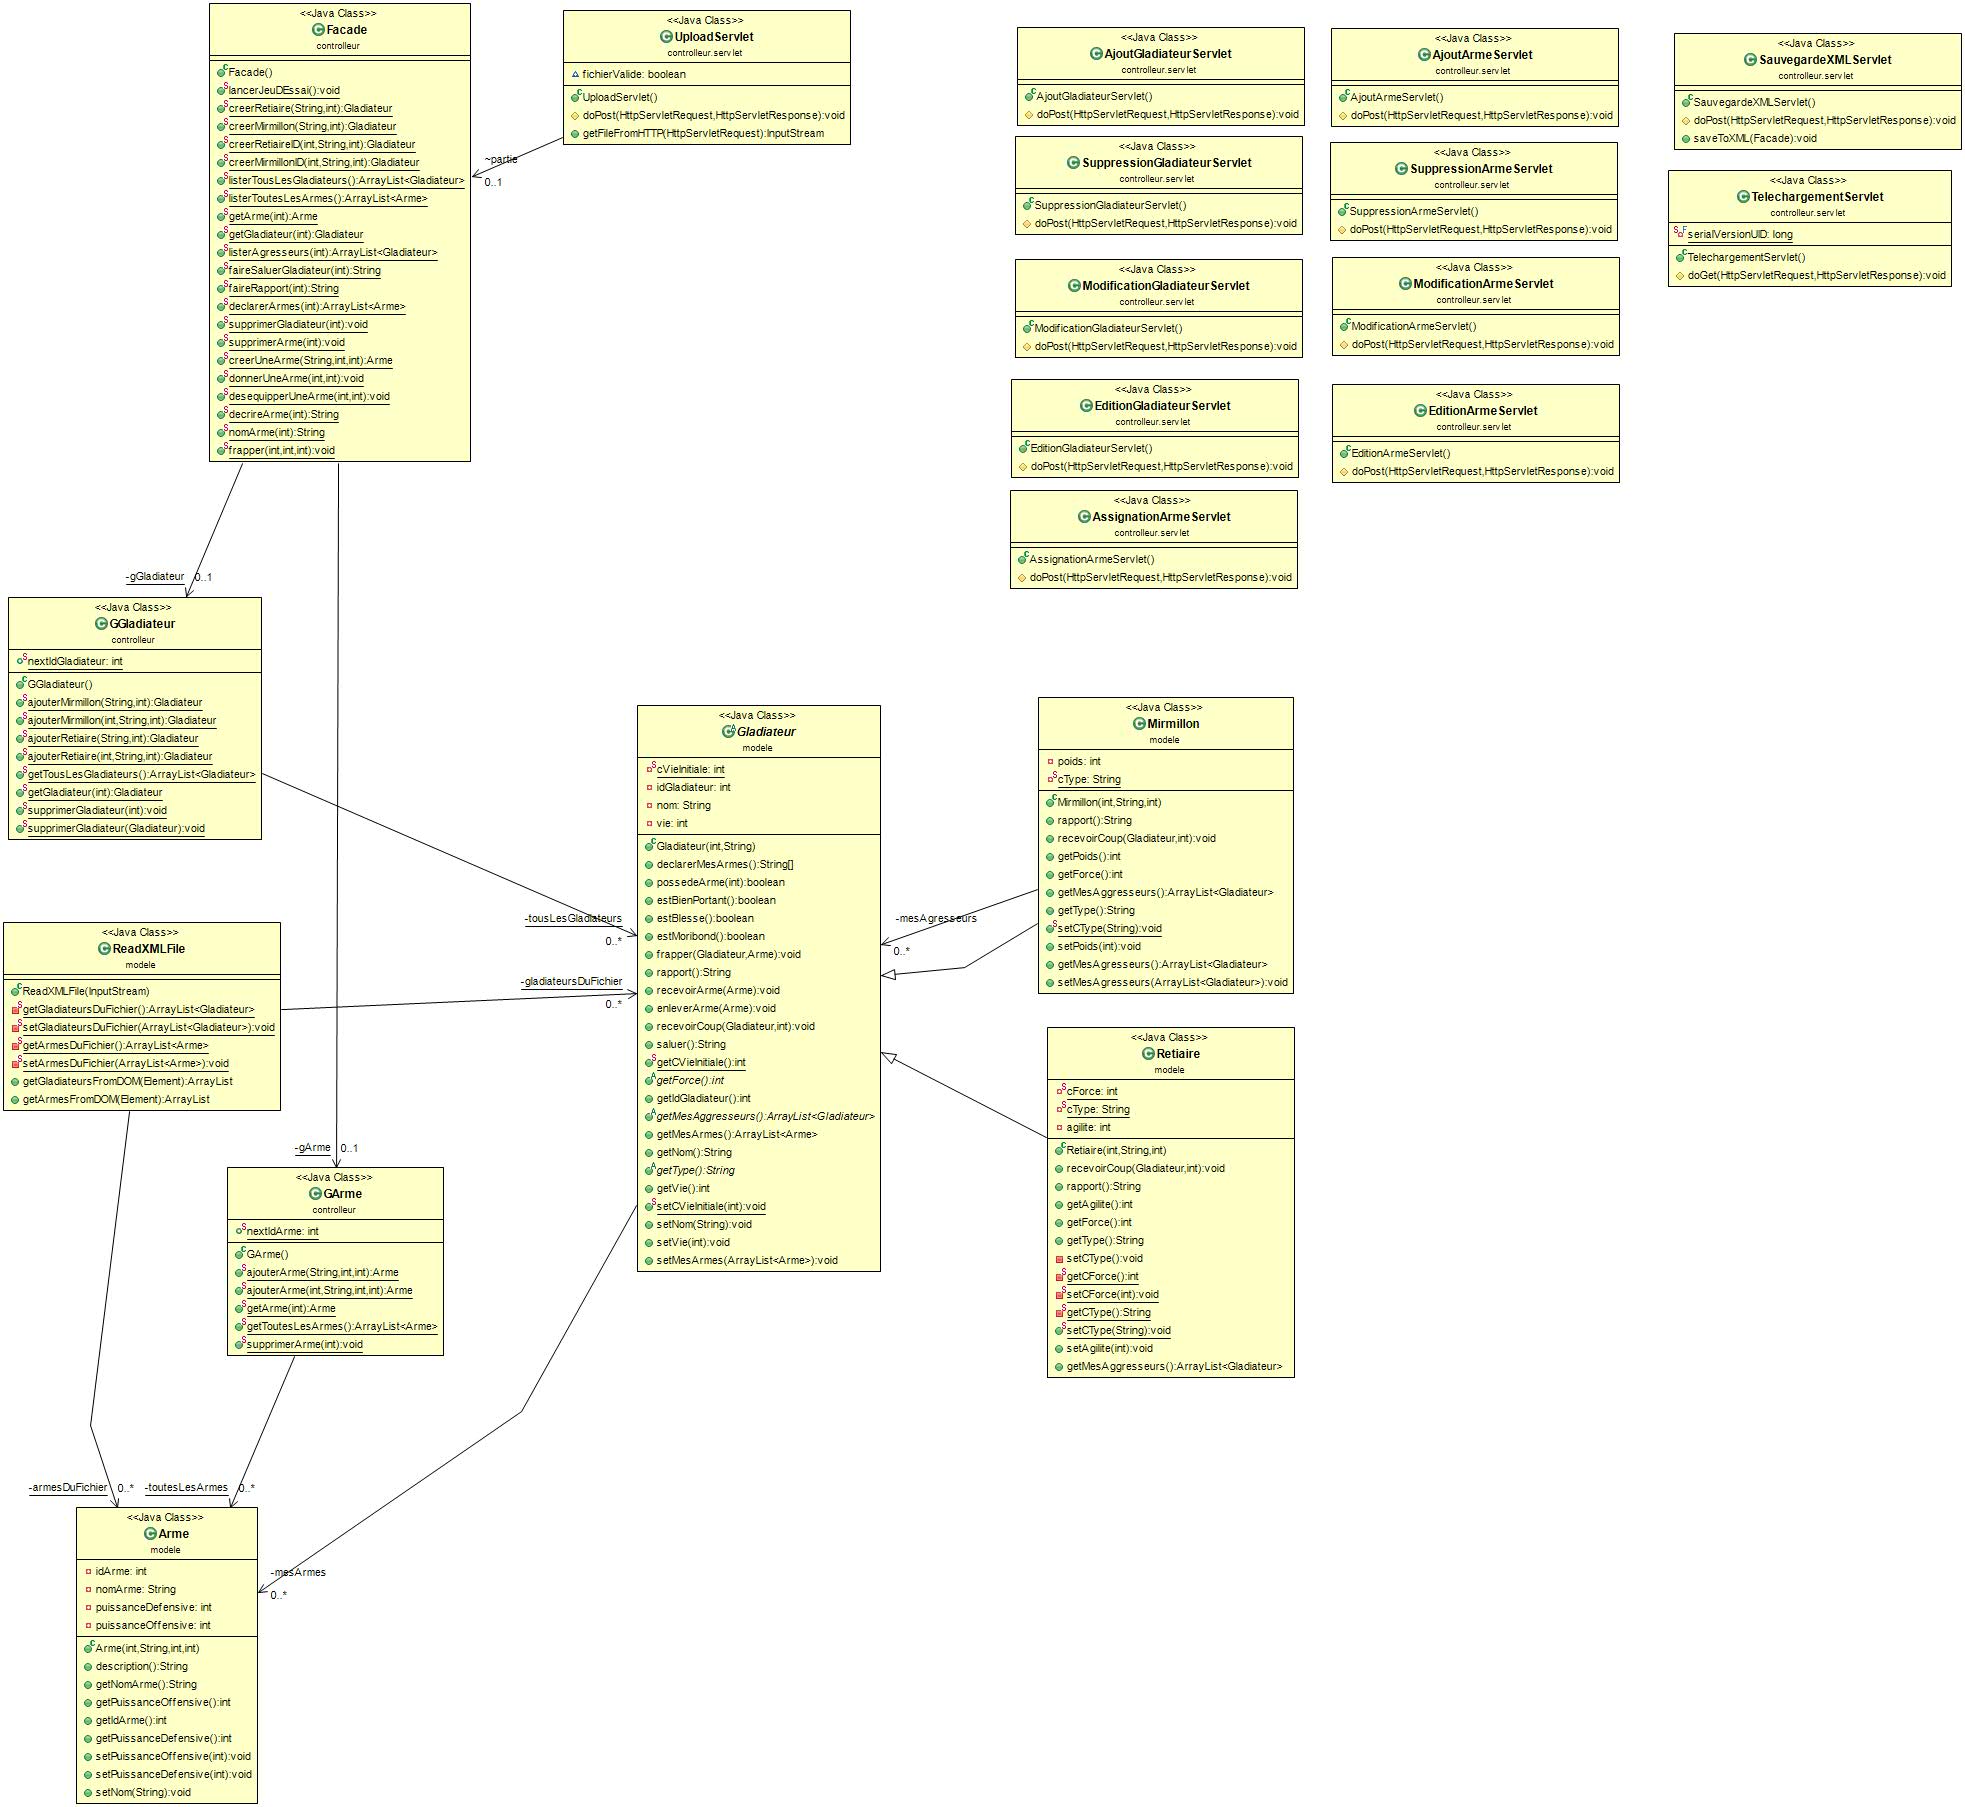 <<Java Class>>
Facade
controlleur
Facade()
lancerJeuDEssai():void
creerRetiaire(String,int):Gladiateur
creerMirmillon(String,int):Gladiateur
creerRetiaireID(int,String,int):Gladiateur
creerMirmillonID(int,String,int):Gladiateur
listerTousLesGladiateurs():ArrayList<Gladiateur>
listerToutesLesArmes():ArrayList<Arme>
getArme(int):Arme
getGladiateur(int):Gladiateur
listerAgresseurs(int):ArrayList<Gladiateur>
faireSaluerGladiateur(int):String
faireRapport(int):String
declarerArmes(int):ArrayList<Arme>
supprimerGladiateur(int):void
supprimerArme(int):void
creerUneArme(String,int,int):Arme
donnerUneArme(int,int):void
desequipperUneArme(int,int):void
decrireArme(int):String
nomArme(int):String
frapper(int,int,int):void
<<Java Class>>
UploadServlet
controlleur.servlet
fichierValide: boolean
UploadServlet()
doPost(HttpServletRequest,HttpServletResponse):void
getFileFromHTTP(HttpServletRequest):InputStream
~partie
0..1
<<Java Class>>
AjoutGladiateurServlet
controlleur.servlet
AjoutGladiateurServlet()
doPost(HttpServletRequest,HttpServletResponse):void
<<Java Class>>
AjoutArmeServlet
controlleur.servlet
AjoutArmeServlet()
doPost(HttpServletRequest,HttpServletResponse):void
<<Java Class>>
SauvegardeXMLServlet
controlleur.servlet
SauvegardeXMLServlet()
doPost(HttpServletRequest,HttpServletResponse):void
saveToXML(Facade):void
<<Java Class>>
SuppressionGladiateurServlet
controlleur.servlet
SuppressionGladiateurServlet()
doPost(HttpServletRequest,HttpServletResponse):void
<<Java Class>>
SuppressionArmeServlet
controlleur.servlet
SuppressionArmeServlet()
doPost(HttpServletRequest,HttpServletResponse):void
<<Java Class>>
TelechargementServlet
controlleur.servlet
serialVersionUID: long
TelechargementServlet()
doGet(HttpServletRequest,HttpServletResponse):void
<<Java Class>>
ModificationGladiateurServlet
controlleur.servlet
ModificationGladiateurServlet()
doPost(HttpServletRequest,HttpServletResponse):void
<<Java Class>>
ModificationArmeServlet
controlleur.servlet
ModificationArmeServlet()
doPost(HttpServletRequest,HttpServletResponse):void
<<Java Class>>
EditionGladiateurServlet
controlleur.servlet
EditionGladiateurServlet()
doPost(HttpServletRequest,HttpServletResponse):void
<<Java Class>>
EditionArmeServlet
controlleur.servlet
EditionArmeServlet()
doPost(HttpServletRequest,HttpServletResponse):void
<<Java Class>>
AssignationArmeServlet
controlleur.servlet
AssignationArmeServlet()
doPost(HttpServletRequest,HttpServletResponse):void
-gGladiateur
0..1
<<Java Class>>
GGladiateur
controlleur
nextIdGladiateur: int
GGladiateur()
ajouterMirmillon(String,int):Gladiateur
ajouterMirmillon(int,String,int):Gladiateur
ajouterRetiaire(String,int):Gladiateur
ajouterRetiaire(int,String,int):Gladiateur
getTousLesGladiateurs():ArrayList<Gladiateur>
getGladiateur(int):Gladiateur
supprimerGladiateur(int):void
supprimerGladiateur(Gladiateur):void
-tousLesGladiateurs
0..*
<<Java Class>>
Gladiateur
modele
cVieInitiale: int
idGladiateur: int
nom: String
vie: int
Gladiateur(int,String)
declarerMesArmes():String[]
possedeArme(int):boolean
estBienPortant():boolean
estBlesse():boolean
estMoribond():boolean
frapper(Gladiateur,Arme):void
rapport():String
recevoirArme(Arme):void
enleverArme(Arme):void
recevoirCoup(Gladiateur,int):void
saluer():String
getCVieInitiale():int
getForce():int
getIdGladiateur():int
getMesAggresseurs():ArrayList<Gladiateur>
getMesArmes():ArrayList<Arme>
getNom():String
getType():String
getVie():int
setCVieInitiale(int):void
setNom(String):void
setVie(int):void
setMesArmes(ArrayList<Arme>):void
<<Java Class>>
Mirmillon
modele
poids: int
cType: String
Mirmillon(int,String,int)
rapport():String
recevoirCoup(Gladiateur,int):void
getPoids():int
getForce():int
getMesAggresseurs():ArrayList<Gladiateur>
getType():String
setCType(String):void
setPoids(int):void
getMesAgresseurs():ArrayList<Gladiateur>
setMesAgresseurs(ArrayList<Gladiateur>):void
-mesAgresseurs
0..*
<<Java Class>>
ReadXMLFile
modele
ReadXMLFile(InputStream)
getGladiateursDuFichier():ArrayList<Gladiateur>
setGladiateursDuFichier(ArrayList<Gladiateur>):void
getArmesDuFichier():ArrayList<Arme>
setArmesDuFichier(ArrayList<Arme>):void
getGladiateursFromDOM(Element):ArrayList
getArmesFromDOM(Element):ArrayList
-gladiateursDuFichier
0..*
<<Java Class>>
Retiaire
modele
cForce: int
cType: String
agilite: int
Retiaire(int,String,int)
recevoirCoup(Gladiateur,int):void
rapport():String
getAgilite():int
getForce():int
getType():String
setCType():void
getCForce():int
setCForce(int):void
getCType():String
setCType(String):void
setAgilite(int):void
getMesAggresseurs():ArrayList<Gladiateur>
-gArme
0..1
<<Java Class>>
GArme
controlleur
nextIdArme: int
GArme()
ajouterArme(String,int,int):Arme
ajouterArme(int,String,int,int):Arme
getArme(int):Arme
getToutesLesArmes():ArrayList<Arme>
supprimerArme(int):void
-armesDuFichier
0..*
-toutesLesArmes
0..*
<<Java Class>>
Arme
modele
idArme: int
nomArme: String
puissanceDefensive: int
puissanceOffensive: int
Arme(int,String,int,int)
description():String
getNomArme():String
getPuissanceOffensive():int
getIdArme():int
getPuissanceDefensive():int
setPuissanceOffensive(int):void
setPuissanceDefensive(int):void
setNom(String):void
-mesArmes
0..*